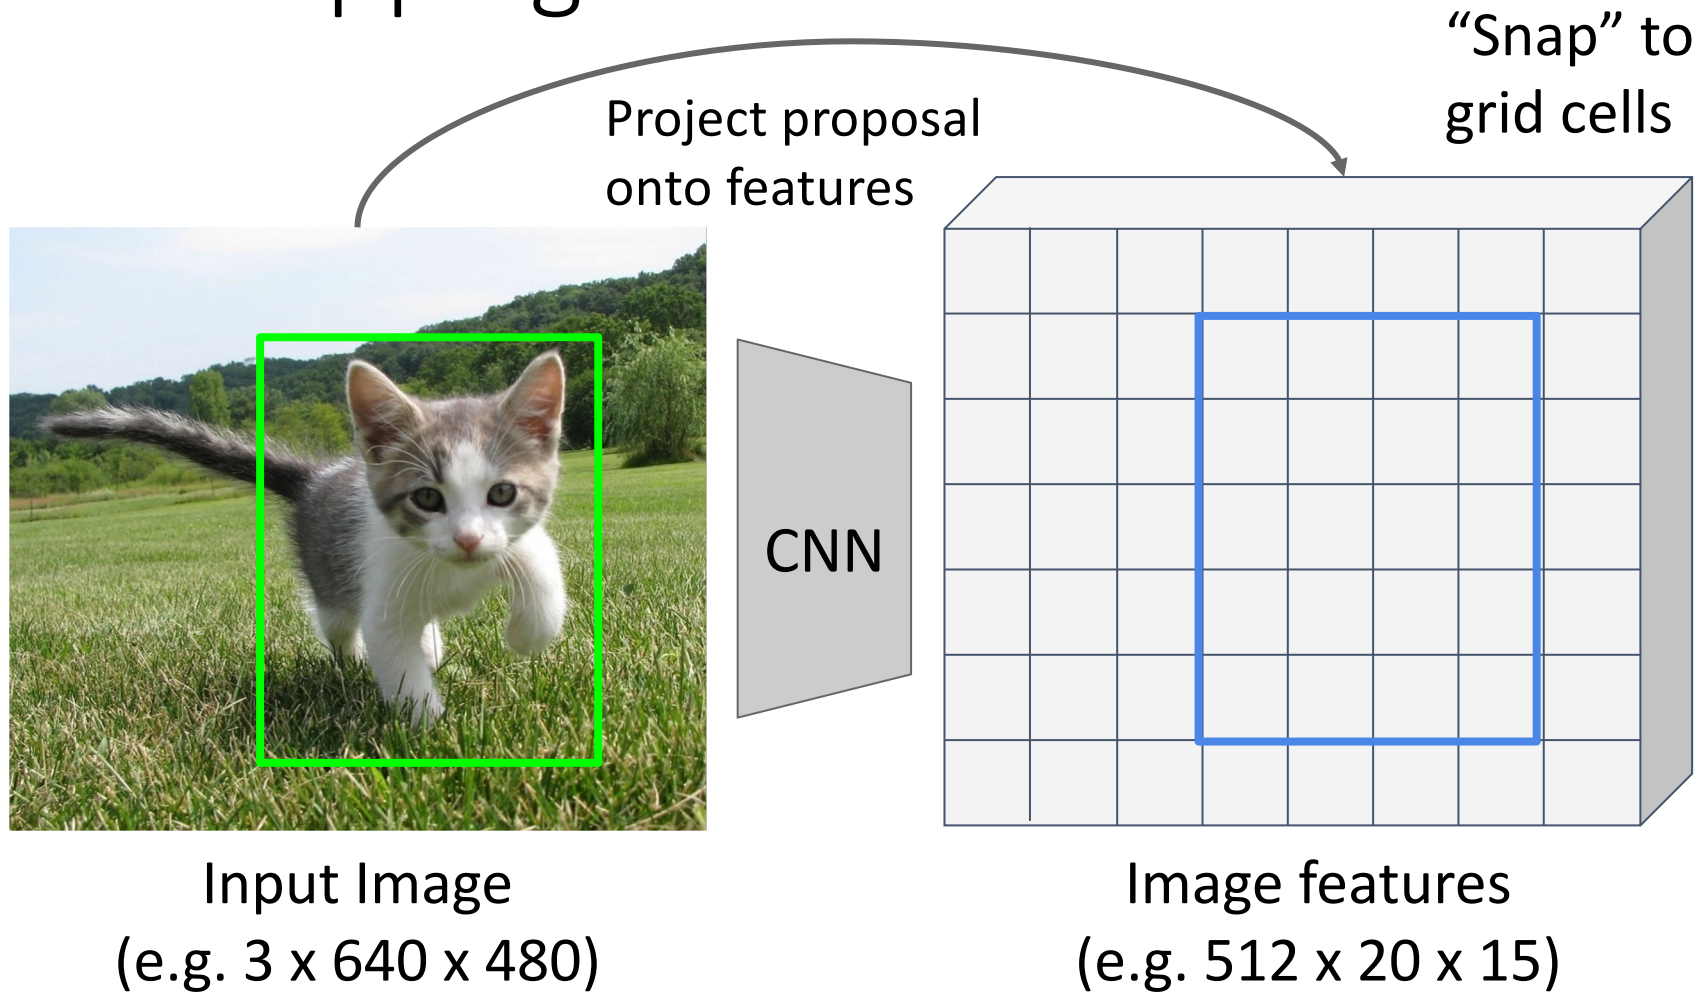 “Snap” to
grid cells
Project proposal
onto features
CNN
Input Image
(e.g. 3 x 640 x 480)
Image features
(e.g. 512 x 20 x 15)